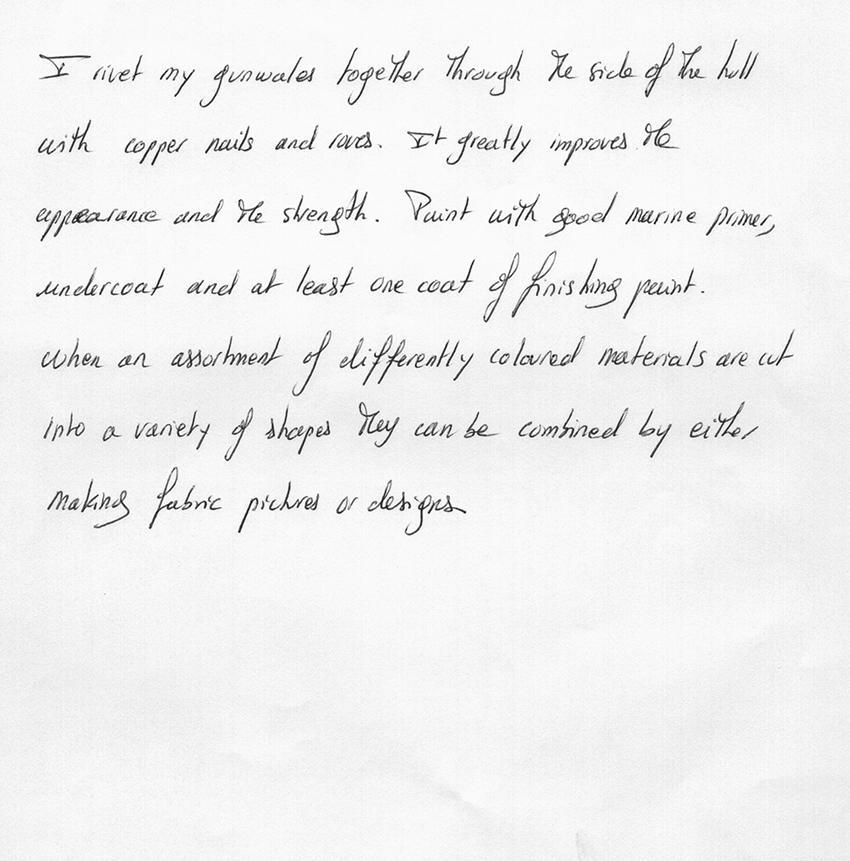 I rivet my gunwales together through the side of the hull
with copper nails and roves. It greatly improves the
appearance and the strength. Paint with good marine primer,
undercoat and at least one coat of finishing paint.
When an assortment of differently coloured materials are cut
into a variety of shapes they can be combined by either
making fabric pictures or designs